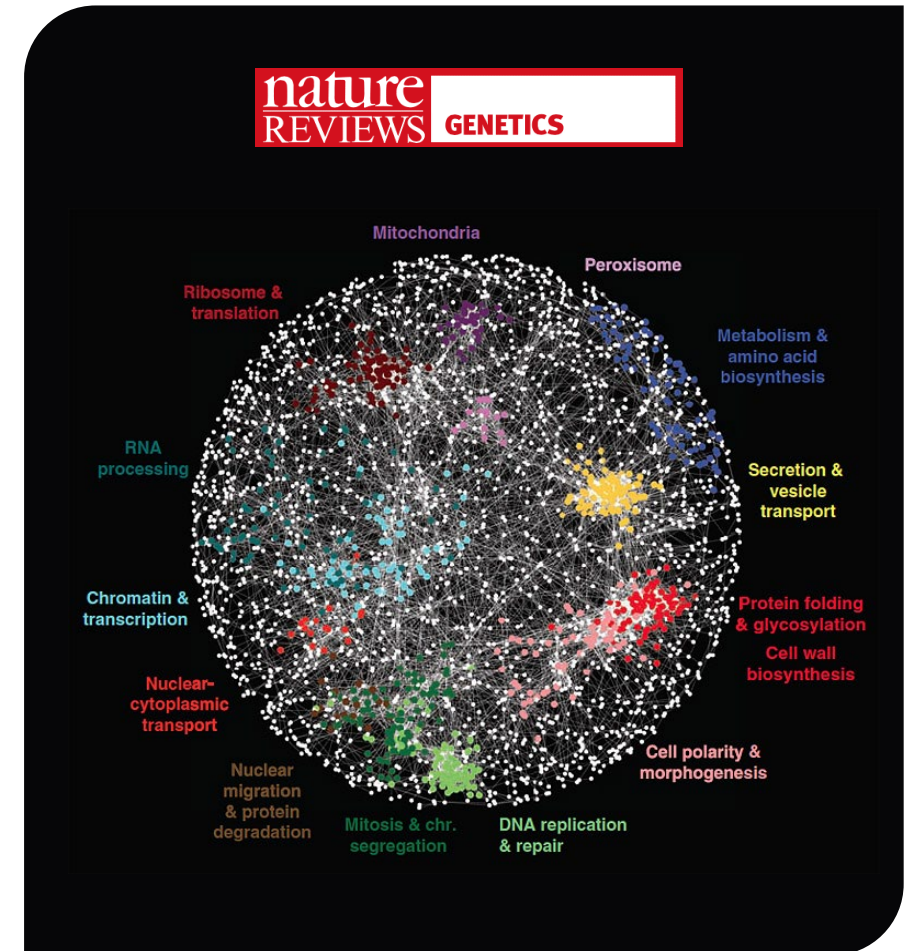 nature
REVIEWS GENETICS
Mitochondria
Peroxisome
Ribosome &
translation
Metabolism &
amino acid
biosynthesis
RNA
processing
Secretion &
vesicle
transport
Chromatin &
transcription
Protein folding
& glycosylation
Cell wall
biosynthesis
Nuclear-
cytoplasmic
transport
Cell polarity &
morphogenesis
Nuclear
migration
& protein
degradation
Mitosis & chr.
segregation
DNA replication
& repair